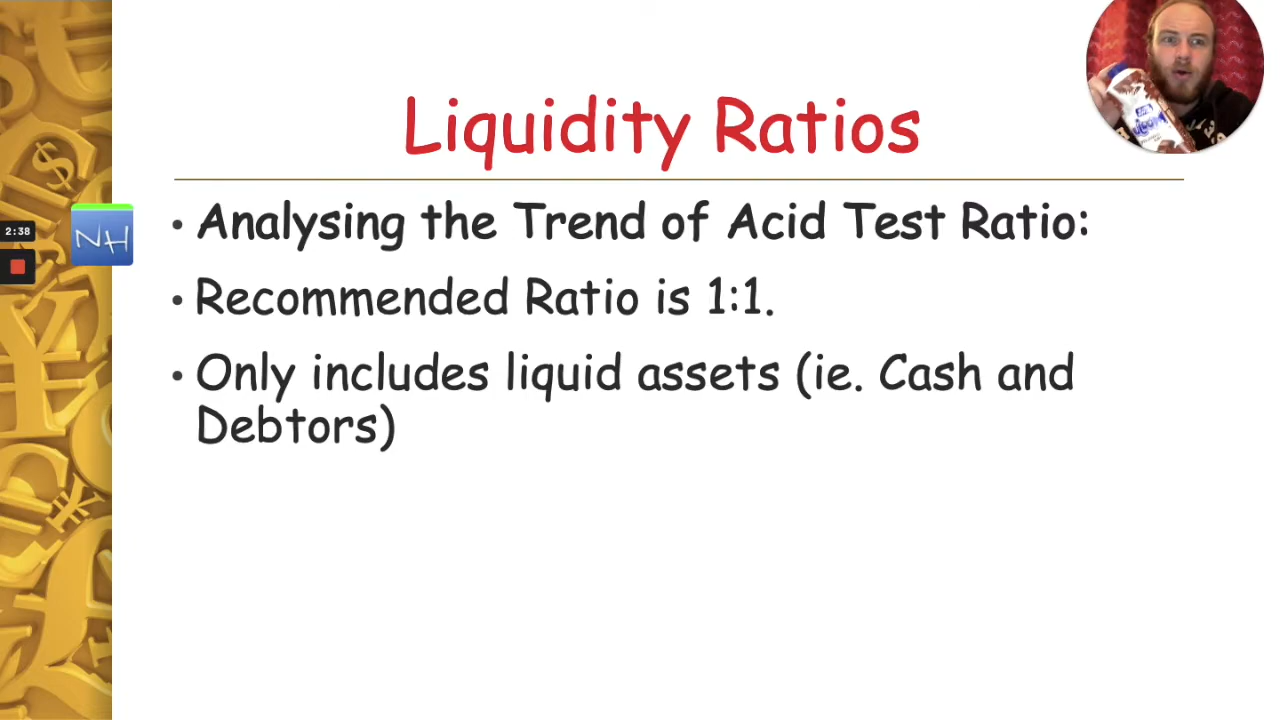 Liquidity Ratios
• Analysing the Trend of Acid Test Ratio:
• Recommended Ratio is 1:1.
• Only includes liquid assets (ie. Cash and
Debtors)
2:38
NH